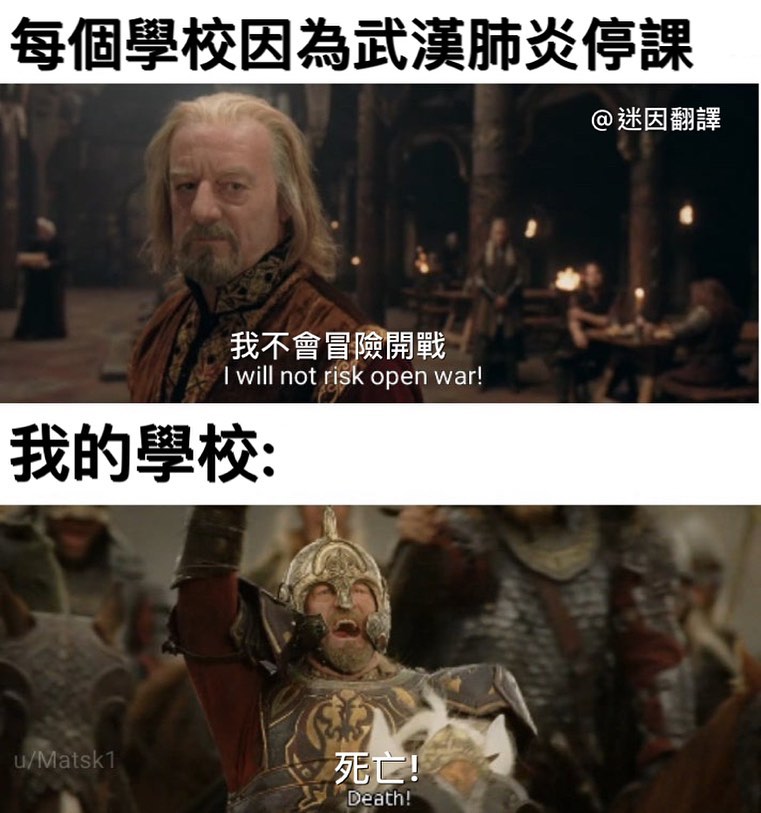 每個學校因為武漢肺炎停課
@迷因翻譯
我不會冒險開戰
I will not risk open war!
我的學校:
u/Matsk1
死亡!
Death!